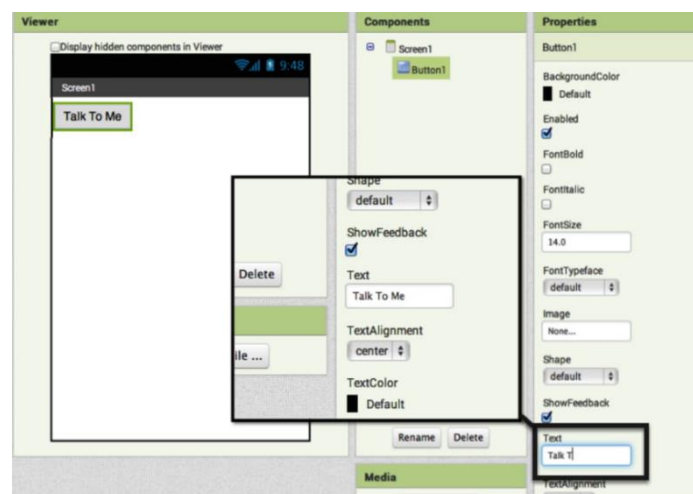 Viewer
Display hidden components in Viewer
9:48
Screen1
Talk To Me
Components
Screen1
Button1
Rename Delete
Media
Properties
Button1
BackgroundColor
Default
Enabled
FontBold
FontItalic
FontSize
14.0
FontTypeface
default
Image
None...
Shape
default
ShowFeedback
Text
Talk T
TextAlignment
Shape
default
ShowFeedback
Delete
Text
Talk To Me
TextAlignment
ile ...
center
TextColor
Default